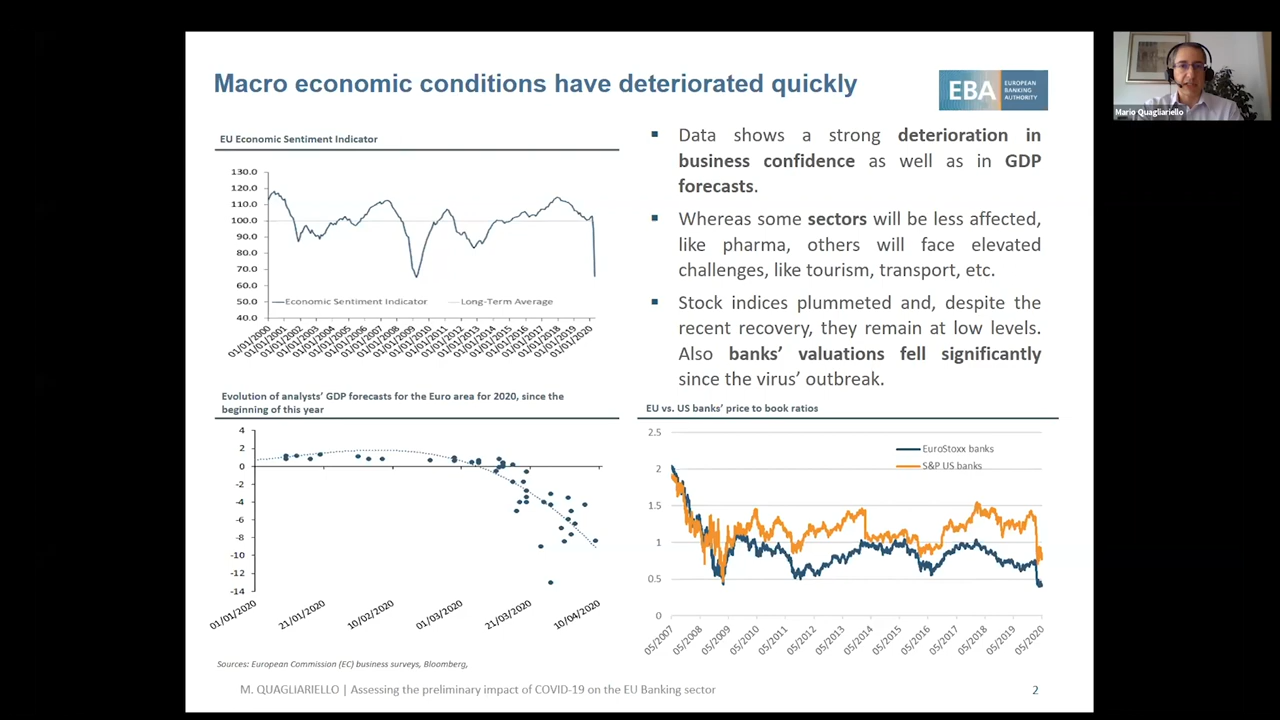 Macro economic conditions have deteriorated quickly
EBA
EUROPEAN
BANKING
AUTHORITY
Mario Quagliariello
EU Economic Sentiment Indicator
130.0
120.0
110.0
100.0
90.0
80.0
70.0
60.0
50.0
40.0
Economic Sentiment Indicator
Long-Term Average
01/01/2000
01/01/2001
01/01/2002
01/01/2003
01/01/2004
01/01/2005
01/01/2006
01/01/2007
01/01/2008
01/01/2009
01/01/2010
01/01/2011
01/01/2012
01/01/2013
01/01/2014
01/01/2015
01/01/2016
01/01/2017
01/01/2018
01/01/2019
01/01/2020
Data shows a strong deterioration in
business confidence as well as in GDP
forecasts.
Whereas some sectors will be less affected,
like pharma, others will face elevated
challenges, like tourism, transport, etc.
Stock indices plummeted and, despite the
recent recovery, they remain at low levels.
Also banks' valuations fell significantly
since the virus' outbreak.
Evolution of analysts' GDP forecasts for the Euro area for 2020, since the
beginning of this year
4
2
0
-2
-4
-6
-8
-10
-12
-14
01/01/2020
21/01/2020
10/02/2020
01/03/2020
21/03/2020
10/04/2020
EU vs. US banks' price to book ratios
2.5
2
1.5
1
0.5
0
EuroStoxx banks
S&P US banks
05/2007
05/2008
05/2009
05/2010
05/2011
05/2012
05/2013
05/2014
05/2015
05/2016
05/2017
05/2018
05/2019
05/2020
Sources: European Commission (EC) business surveys, Bloomberg,
M. QUAGLIARIELLO | Assessing the preliminary impact of COVID-19 on the EU Banking sector
2